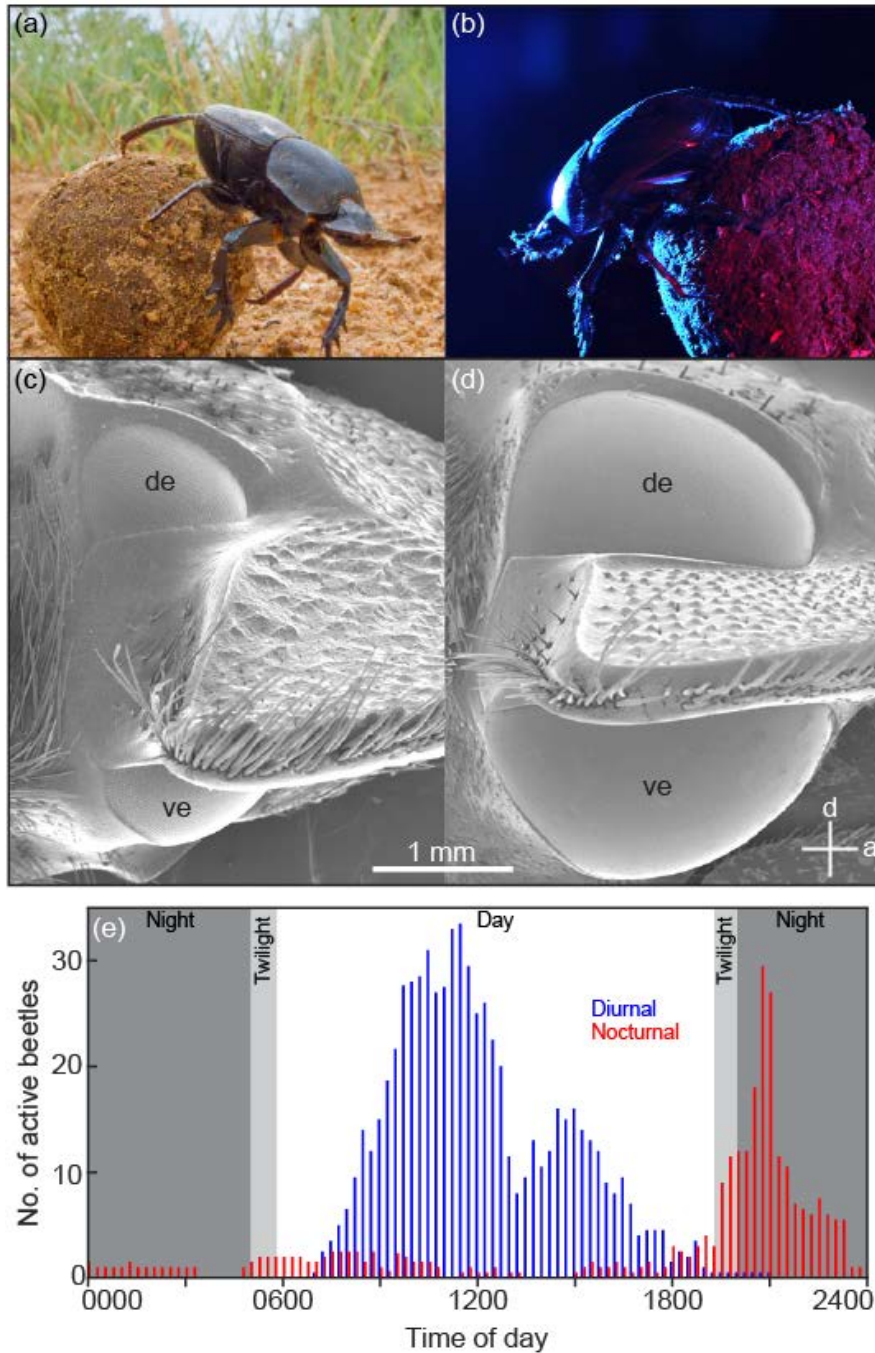 (a)
(b)
(c)
de
ve
1 mm
(d)
de
ve
d
a
(e)
Night
Twilight
Day
Twilight
Night
Diurnal
Nocturnal
No. of active beetles
30
20
10
0
0000
0600
1200
1800
2400
Time of day